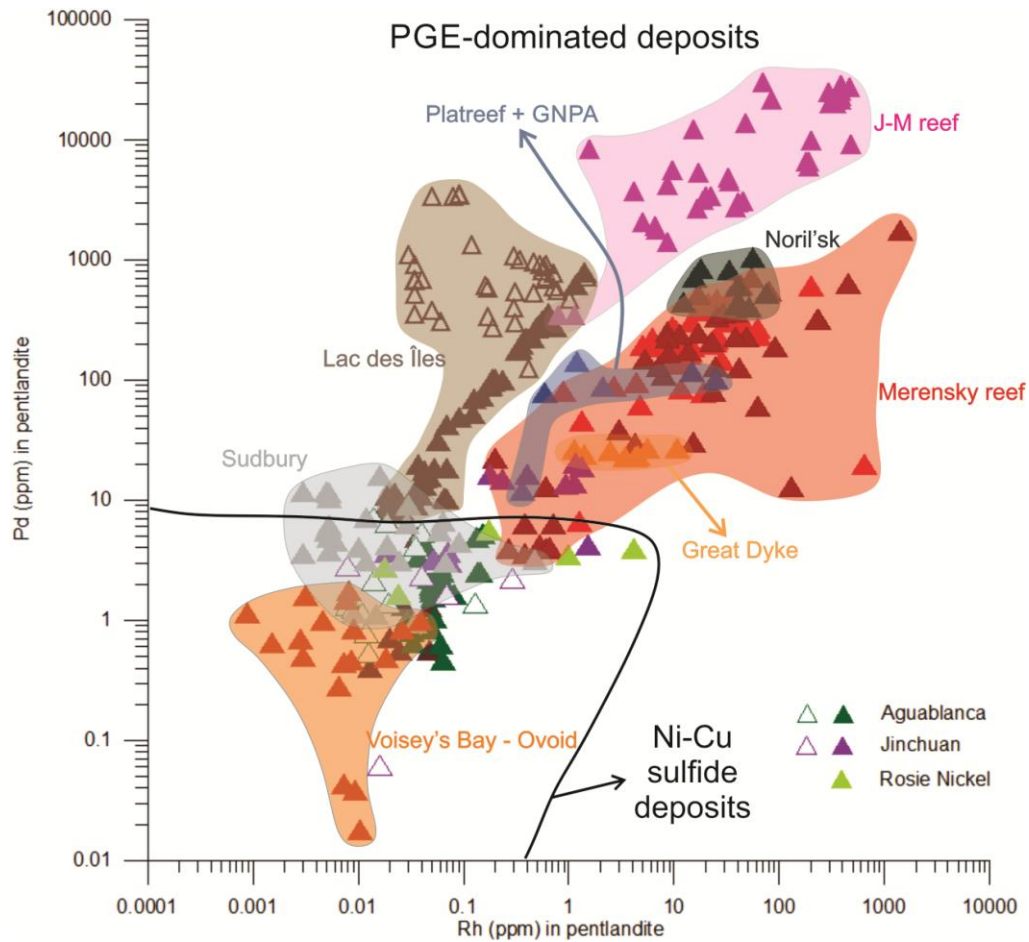 PGE-dominated deposits
Platreef + GNPA
J-M reef
Noril'sk
Lac des Îles
Merensky reef
Sudbury
Great Dyke
Voisey's Bay - Ovoid
Ni-Cu
sulfide
deposits
Aguablanca
Jinchuan
Rosie Nickel
Pd (ppm) in pentlandite
100000
10000
1000
100
10
1
0.1
0.01
0.0001
0.001
0.01
0.1
1
10
100
1000
10000
Rh (ppm) in pentlandite